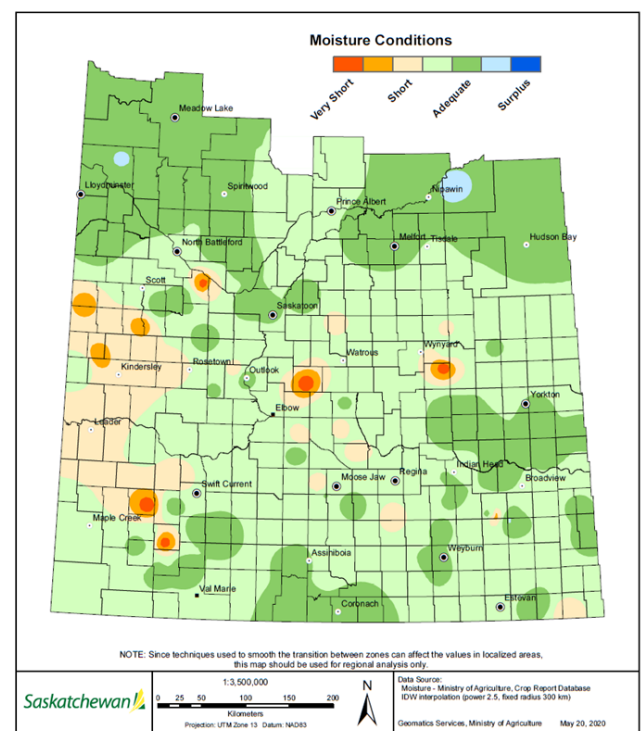 Moisture Conditions
Very Short
Short
Adequate
Surplus
Meadow Lake
Lloydminster
Spiritwood
Nipawin
Prince Albert
North Battleford
Melfort
Tisdale
Hudson Bay
Scott
Saskatoon
Watrous
Wynyard
Kindersley
Rosetown
Outlook
Elbow
Yorkton
Leader
Indian Head
Swift Current
Moose Jaw
Regina
Broadview
Maple Creek
Assiniboia
Weyburn
Val Marie
Coronach
Estevan
NOTE: Since techniques used to smooth the transition between zones can affect the values in localized areas,
this map should be used for regional analysis only.
Saskatchewan
1:3,500,000
0 25 50 100 150 200
Kilometers
Projection: UTM Zone 13 Datum: NAD83
N
Data Source:
Moisture - Ministry of Agriculture, Crop Report Database
IDW interpolation (power 2.5, fixed radius 300 km)
Geomatics Services, Ministry of Agriculture May 20, 2020